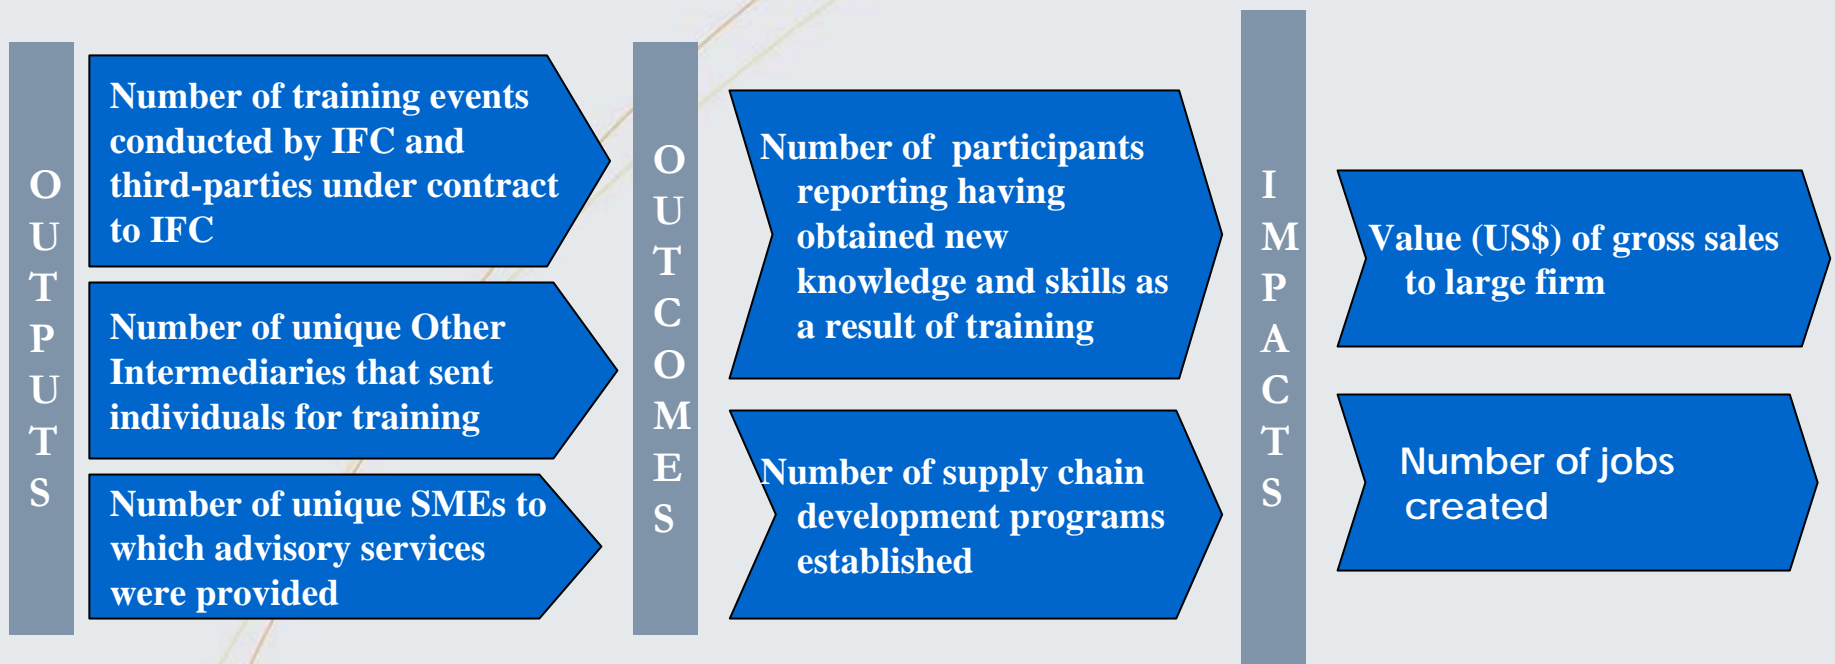 OUTPUTS
Number of training events
conducted by IFC and
third-parties under contract
to IFC
Number of unique Other
Intermediaries that sent
individuals for training
Number of unique SMEs to
which advisory services
were provided
OUTCOMES
Number of participants
reporting having
obtained new
knowledge and skills as
a result of training
Number of supply chain
development programs
established
IMPACTS
Value (US$) of gross sales
to large firm
Number of jobs
created